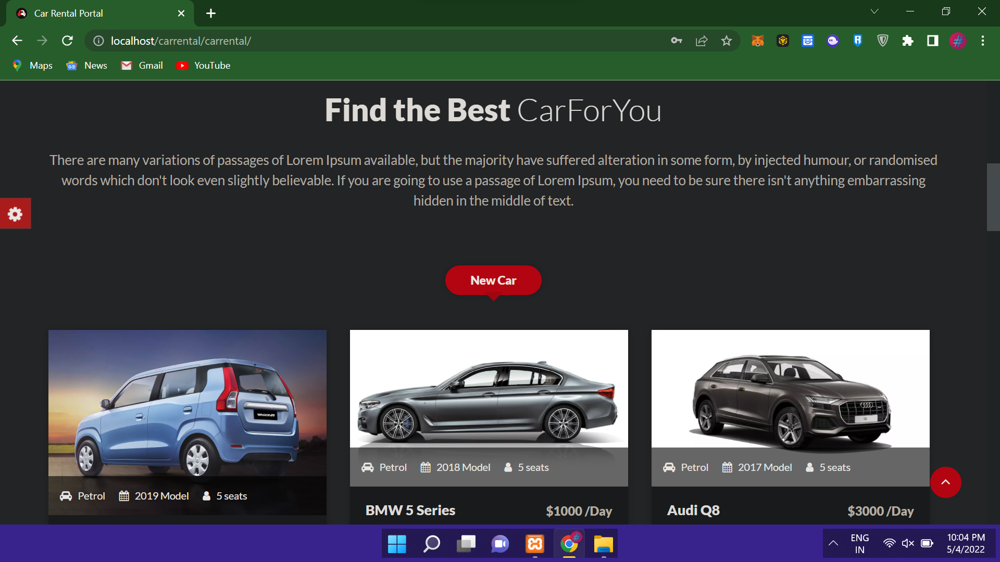 Car Rental Portal
localhost/carrental/carrental/
Maps News Gmail YouTube
Find the Best CarForYou
There are many variations of passages of Lorem Ipsum available, but the majority have suffered alteration in some form, by injected humour, or randomised
words which don't look even slightly believable. If you are going to use a passage of Lorem Ipsum, you need to be sure there isn't anything embarrassing
hidden in the middle of text.
New Car
WAGONR
Petrol 2019 Model 5 seats
Petrol 2018 Model 5 seats
BMW 5 Series $1000 /Day
Q8
Petrol 2017 Model 5 seats
Audi Q8 $3000 /Day
ENG
IN
10:04 PM
5/4/2022